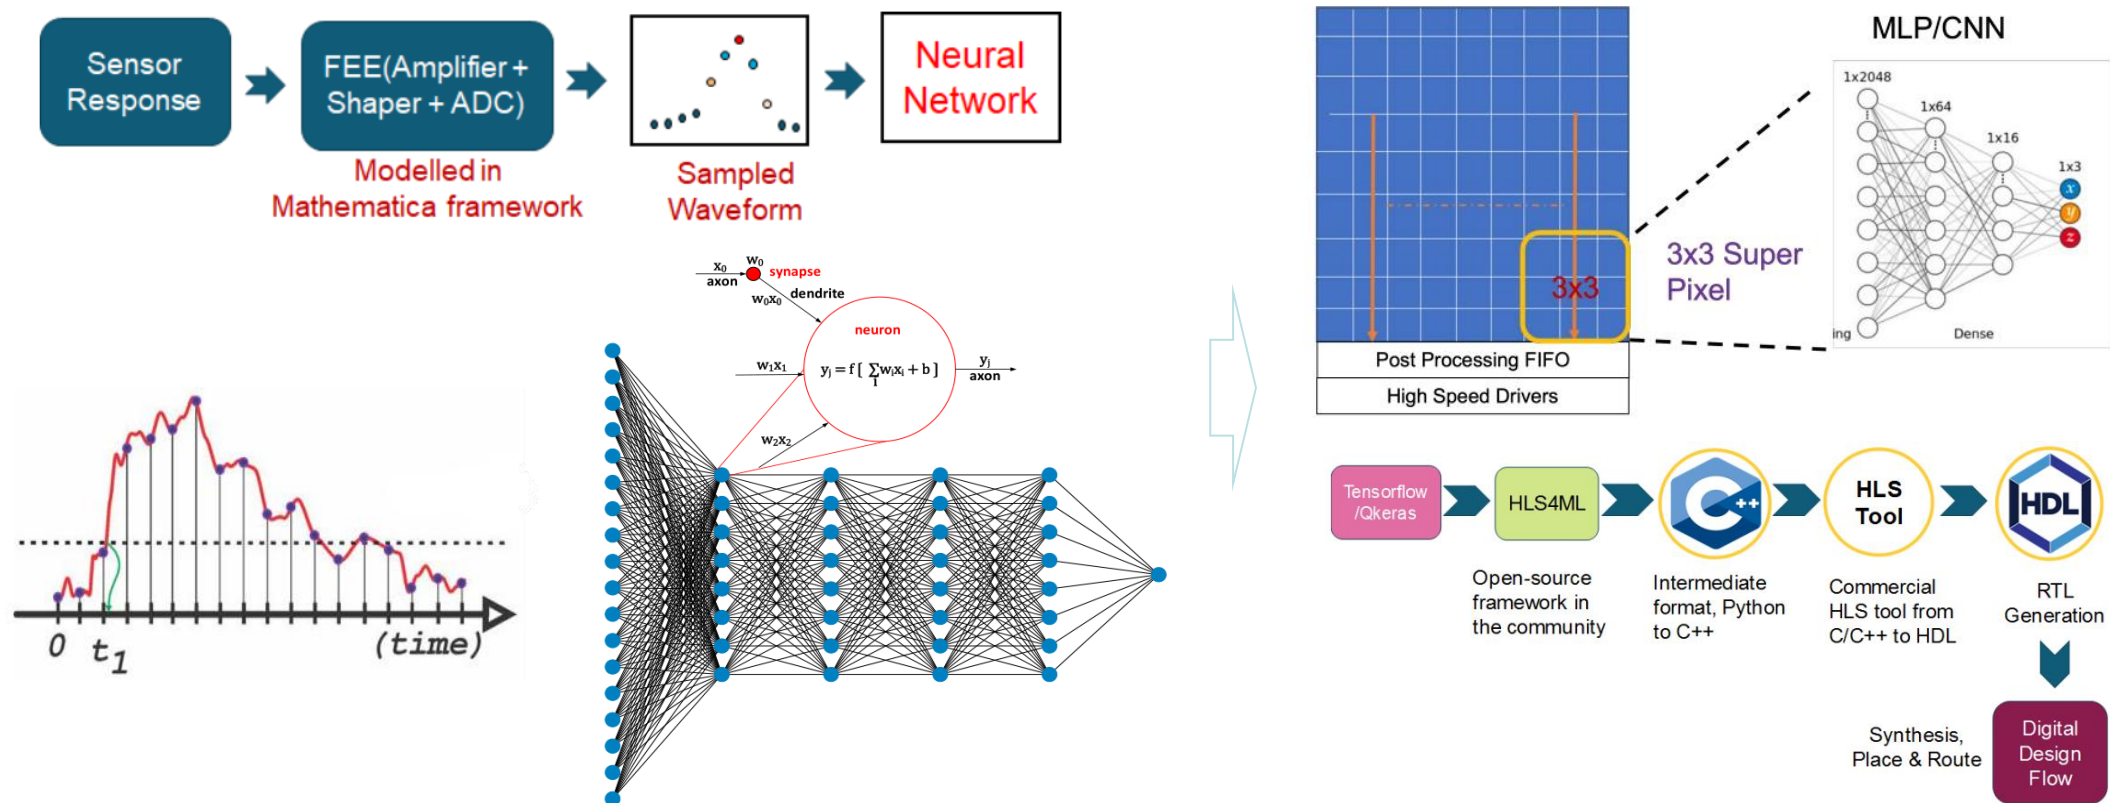 Sensor
Response
FEE(Amplifier +
Shaper + ADC)
Modelled in
Mathematica framework
Sampled
Waveform
Neural
Network
x₀
axon
w₀
synapse
w₀x₀
dendrite
neuron
w₁x₁
yⱼ = f [ ∑wᵢxᵢ + b ]
i
yⱼ
axon
w₂x₂
0
t₁
(time)
3x3
Post Processing FIFO
High Speed Drivers
3x3 Super
Pixel
MLP/CNN
1x2048
1x64
1x16
1x3
x
y
z
ing
Dense
Tensorflow
/Qkeras
HLS4ML
C++
HLS
Tool
HDL
Open-source
framework in
the community
Intermediate
format, Python
to C++
Commercial
HLS tool from
C/C++ to HDL
RTL
Generation
Synthesis,
Place & Route
Digital
Design
Flow